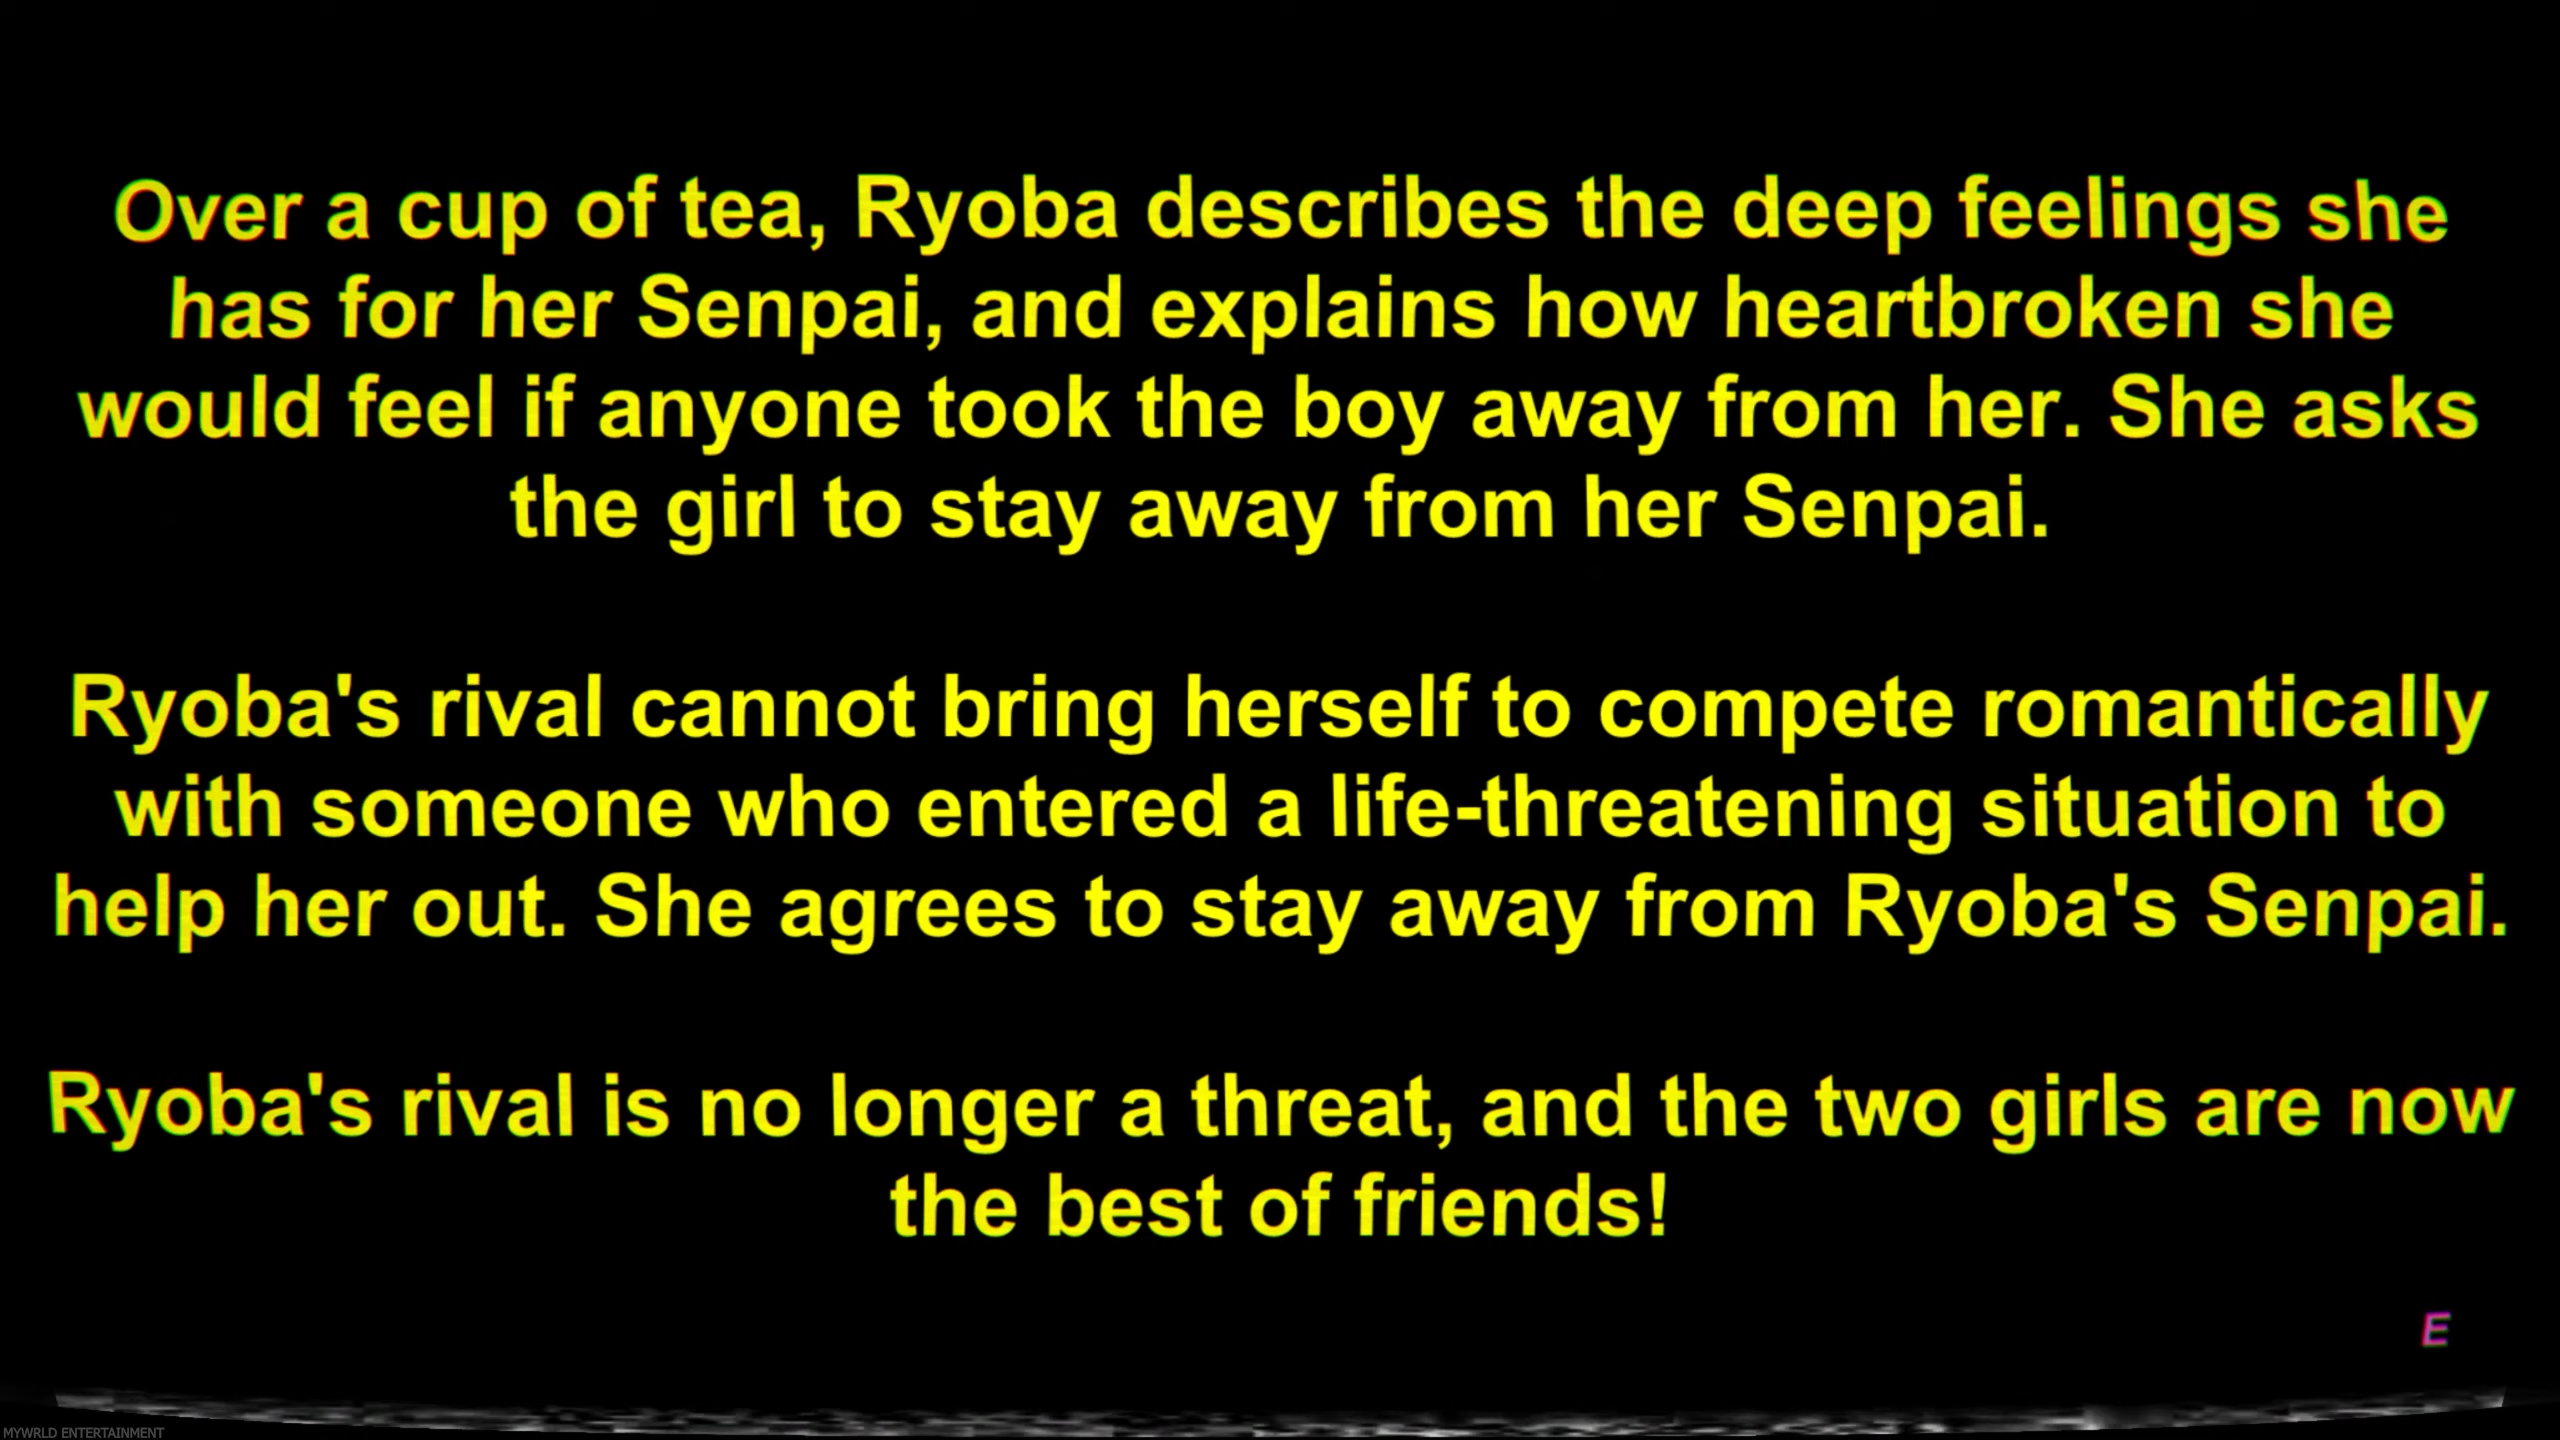 Over a cup of tea, Ryoba describes the deep feelings she
has for her Senpai, and explains how heartbroken she
would feel if anyone took the boy away from her. She asks
the girl to stay away from her Senpai.
Ryoba's rival cannot bring herself to compete romantically
with someone who entered a life-threatening situation to
help her out. She agrees to stay away from Ryoba's Senpai.
Ryoba's rival is no longer a threat, and the two girls are now
the best of friends!
E
MYWRLD ENTERTAINMENT